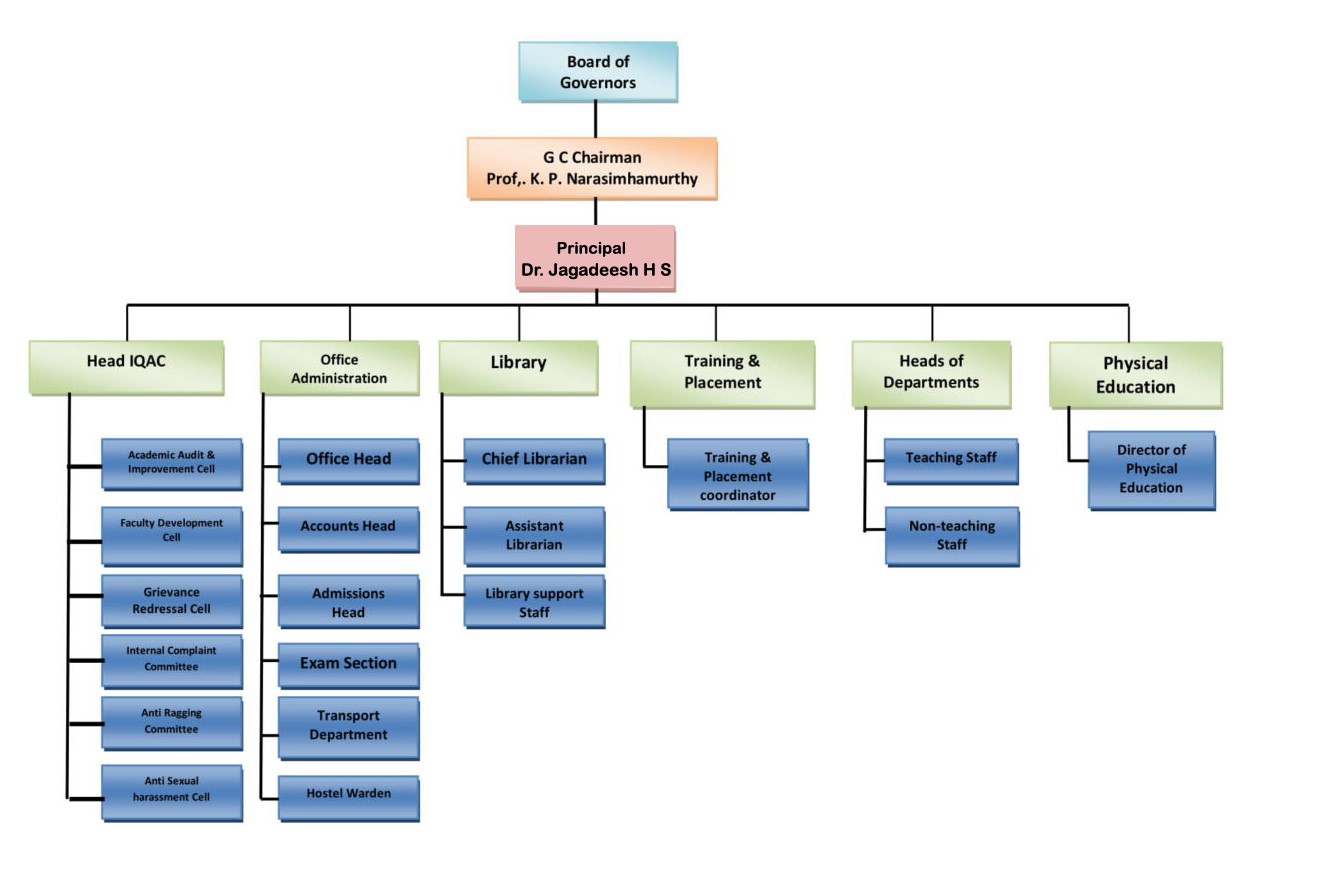 Board of
Governors
G C Chairman
Prof,. K. P. Narasimhamurthy
Principal
Dr. Jagadeesh H S
Head IQAC
Office
Administration
Library
Training &
Placement
Heads of
Departments
Physical
Education
Academic Audit &
Improvement Cell
Faculty Development
Cell
Grievance
Redressal Cell
Internal Complaint
Committee
Anti Ragging
Committee
Anti Sexual
harassment Cell
Office Head
Accounts Head
Admissions
Head
Exam Section
Transport
Department
Hostel Warden
Chief Librarian
Assistant
Librarian
Library support
Staff
Training &
Placement
coordinator
Teaching Staff
Non-teaching
Staff
Director of
Physical
Education